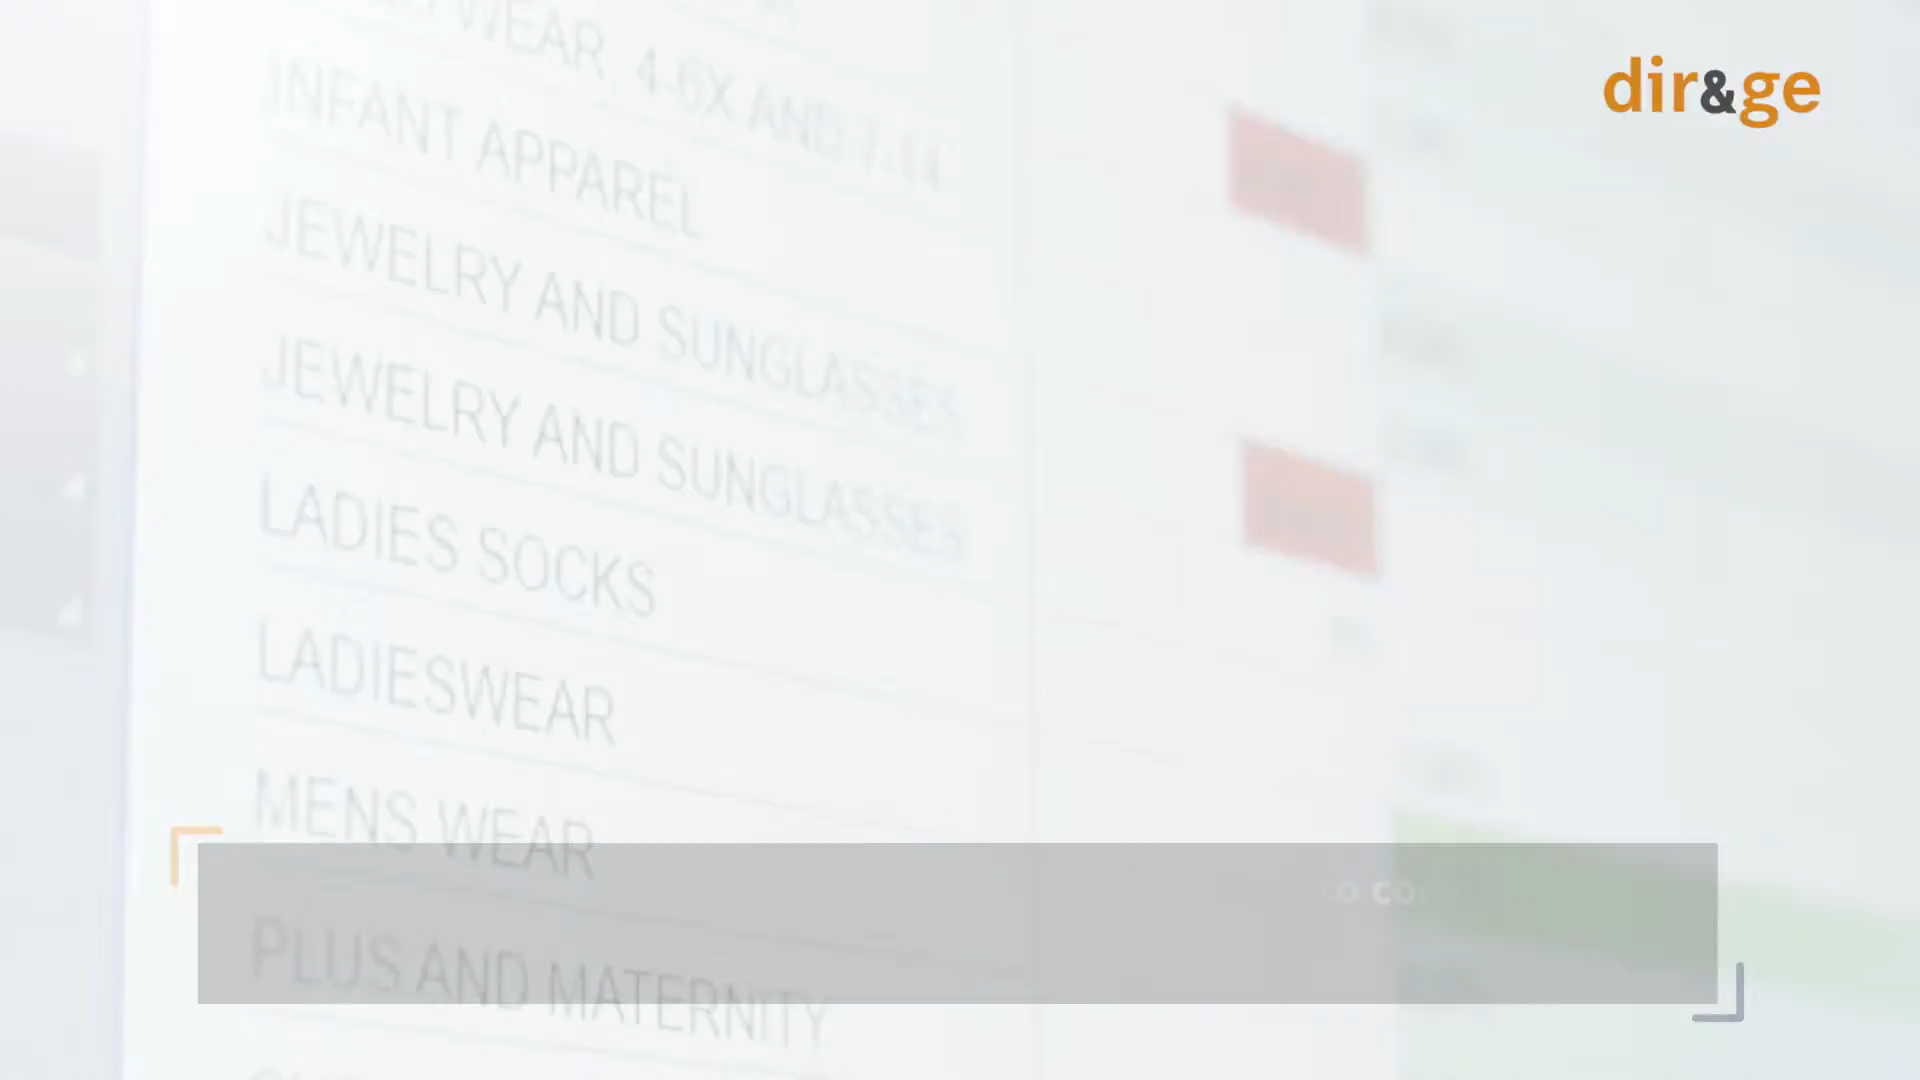 dir&ge
WEAR, 4-6X AND 7-14
INFANT APPAREL
JEWELRY AND SUNGLASSES
JEWELRY AND SUNGLASSES
LADIES SOCKS
LADIESWEAR
MENS WEAR
PLUS AND MATERNITY